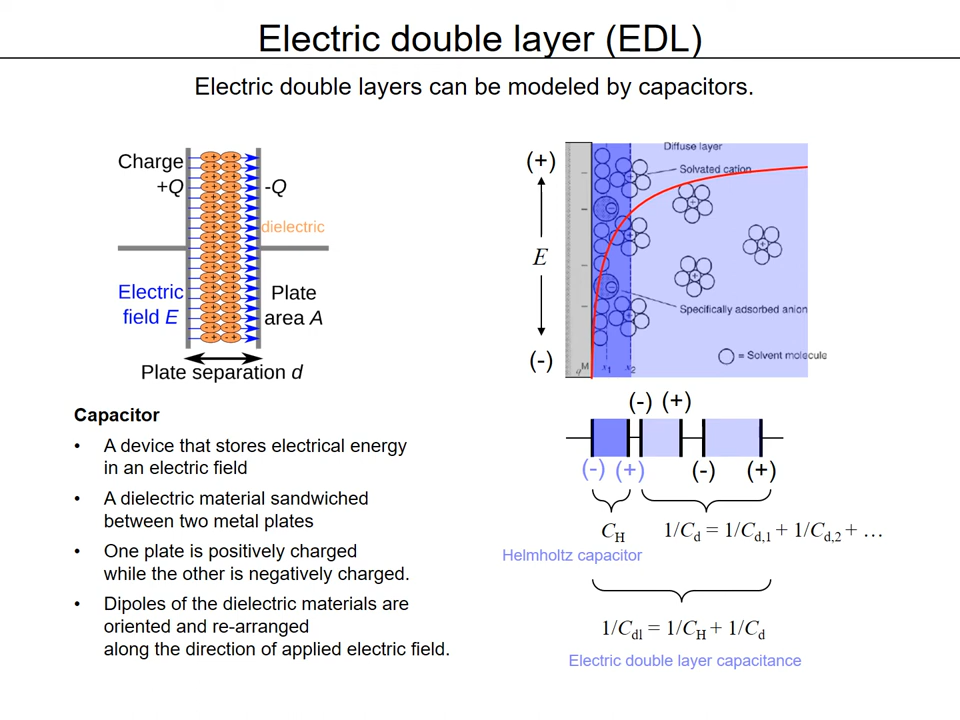 Electric double layer (EDL)
Electric double layers can be modeled by capacitors.
Charge
+Q
-Q
dielectric
Electric
field E
Plate
area A
Plate separation d
Capacitor
• A device that stores electrical energy
in an electric field
• A dielectric material sandwiched
between two metal plates
• One plate is positively charged
while the other is negatively charged.
• Dipoles of the dielectric materials are
oriented and re-arranged
along the direction of applied electric field.
(+)
E
(-)
Diffuse layer
Solvated cation
Specifically adsorbed anion
= Solvent molecule
qᴹ x₁ x₂
(-) (+)
(-) (+) (-) (+)
C_H 1/C_d = 1/C_d,1 + 1/C_d,2 + …
Helmholtz capacitor
1/C_dl = 1/C_H + 1/C_d
Electric double layer capacitance